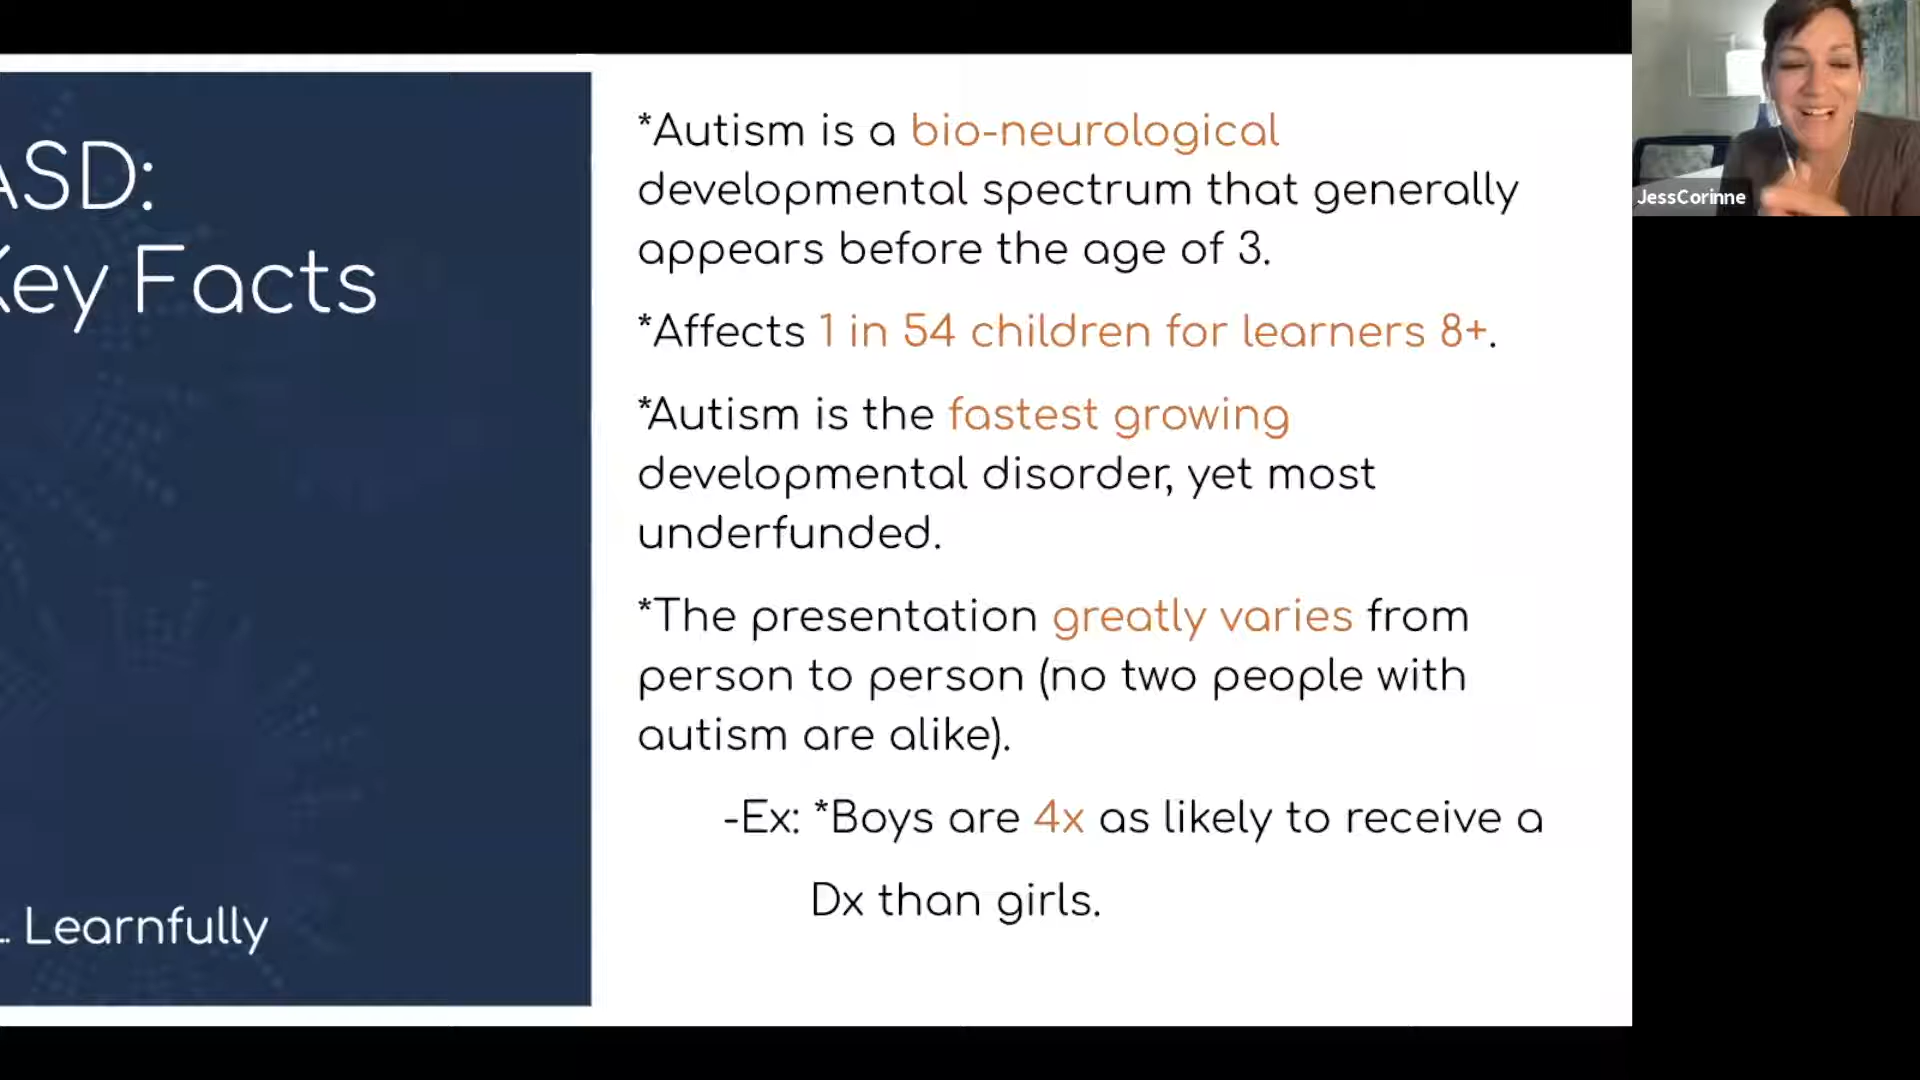 ASD:
Key Facts
.. Learnfully
*Autism is a bio-neurological
developmental spectrum that generally
appears before the age of 3.
*Affects 1 in 54 children for learners 8+.
*Autism is the fastest growing
developmental disorder, yet most
underfunded.
*The presentation greatly varies from
person to person (no two people with
autism are alike).
-Ex: *Boys are 4x as likely to receive a
Dx than girls.
JessCorinne